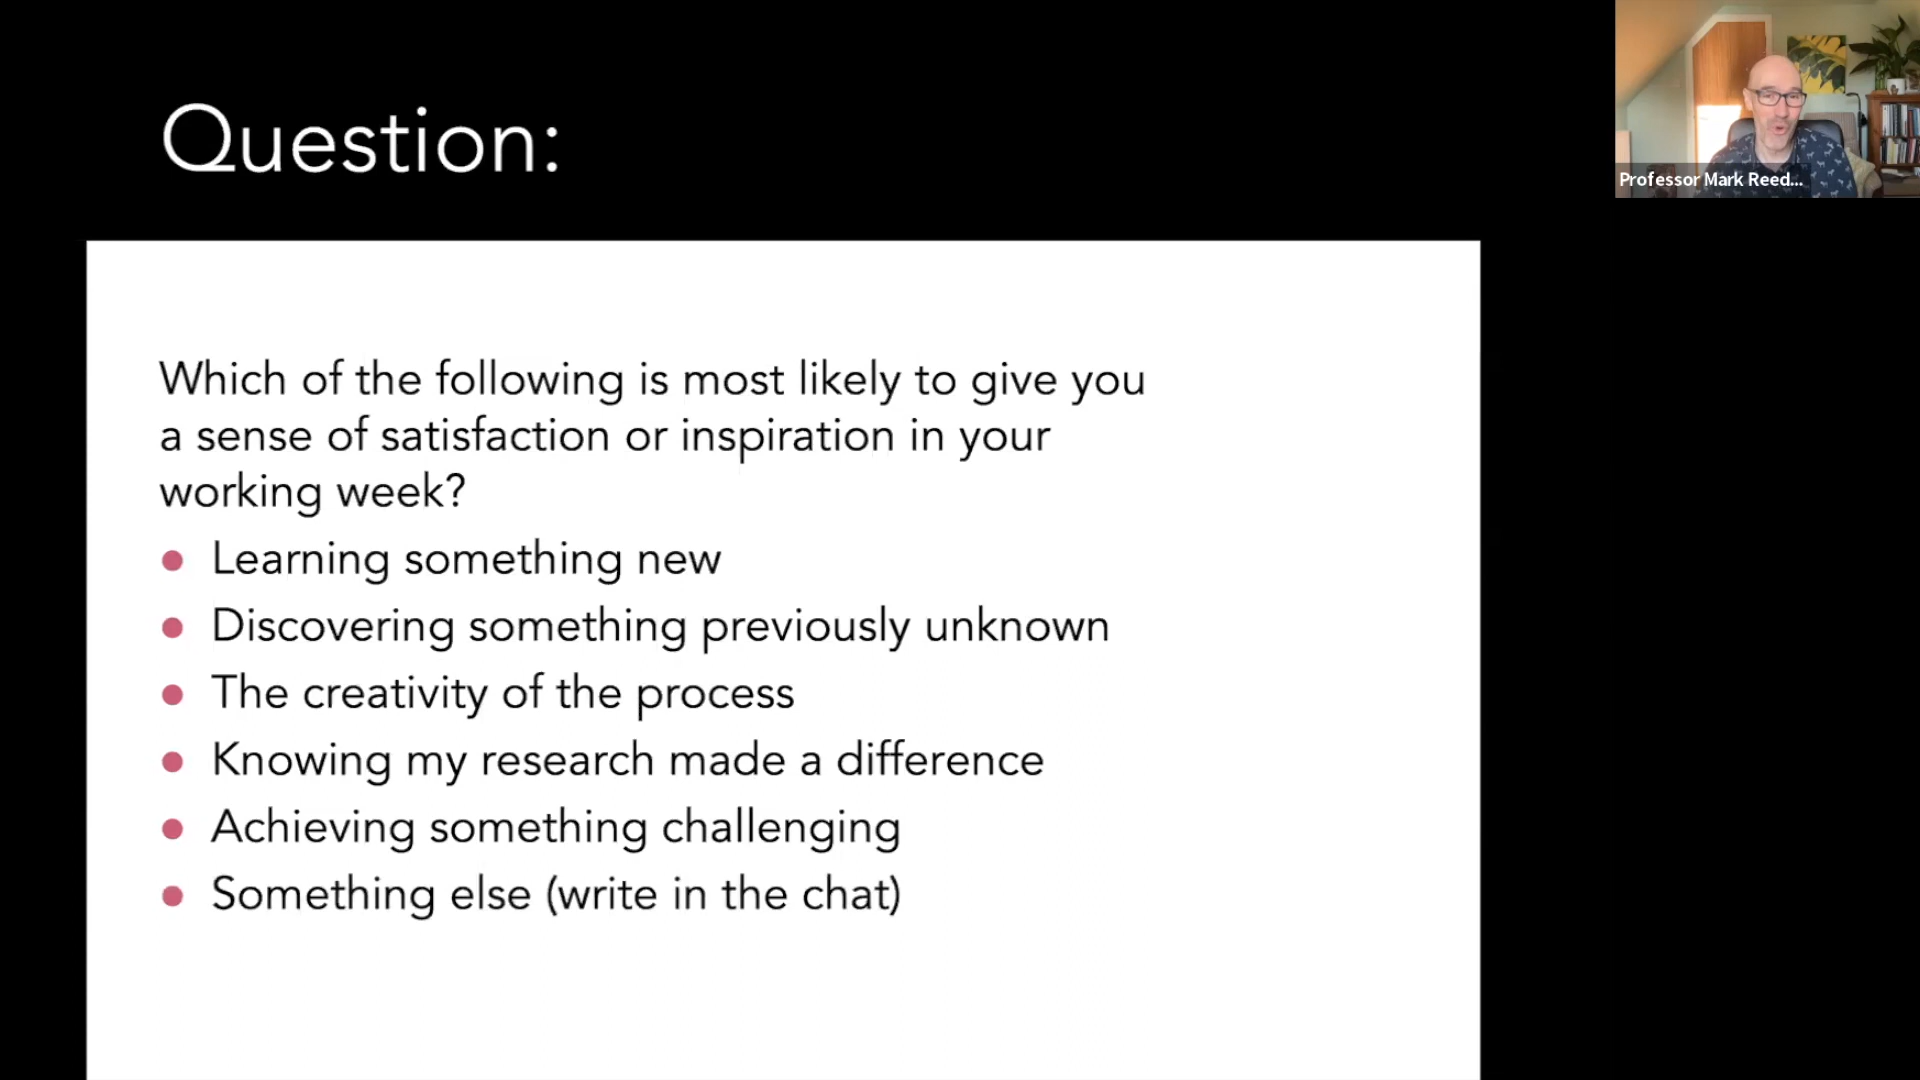 Question:
Professor Mark Reed...
Which of the following is most likely to give you
a sense of satisfaction or inspiration in your
working week?
● Learning something new
● Discovering something previously unknown
● The creativity of the process
● Knowing my research made a difference
● Achieving something challenging
● Something else (write in the chat)